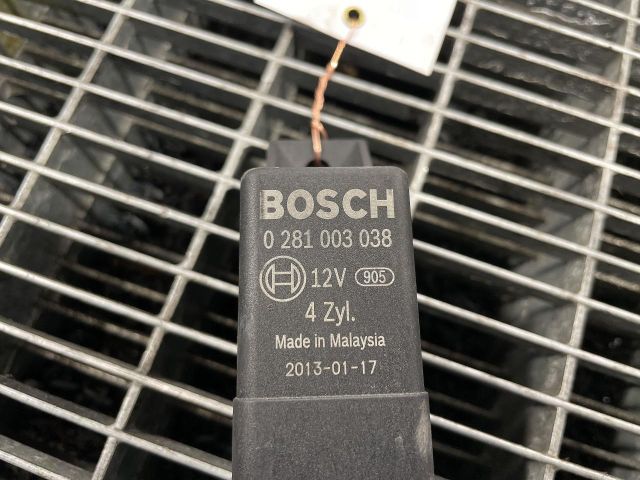 BOSCH
0 281 003 038
12V 905
4 Zyl.
Made in Malaysia
2013-01-17